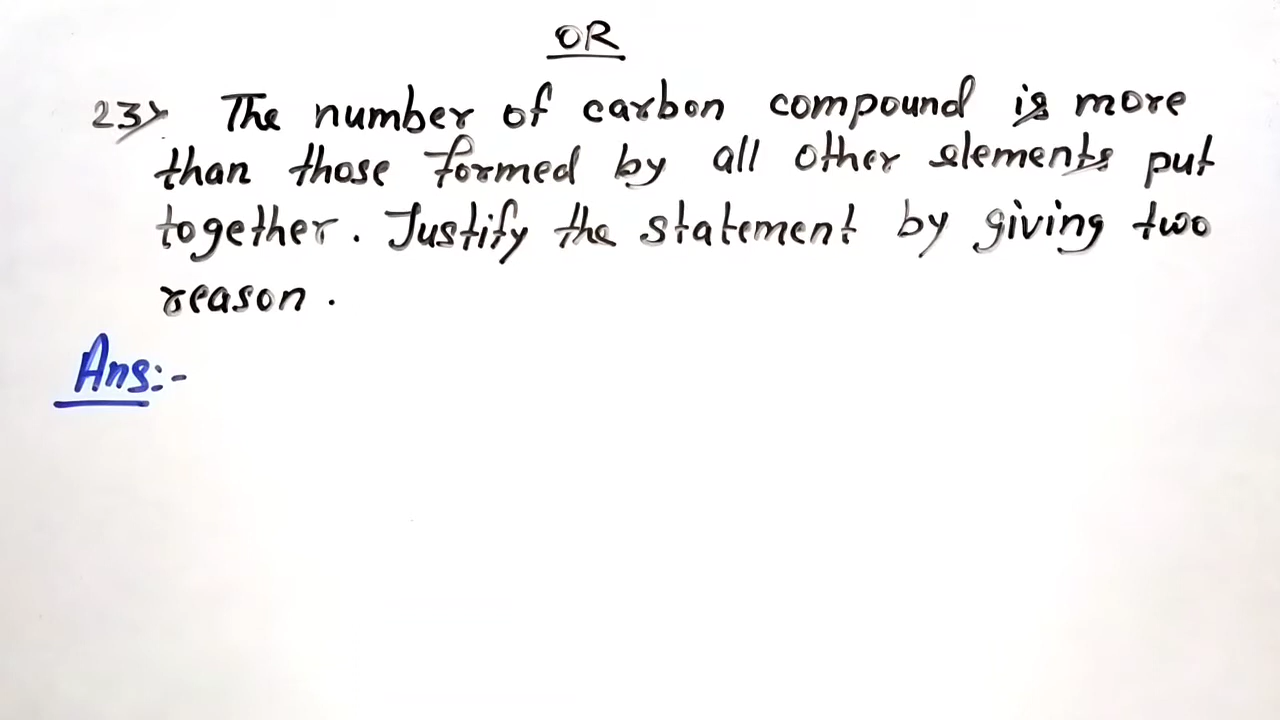 OR
23> The number of carbon compound is more
than those formed by all other elements put
together. Justify the statement by giving two
reason.
Ans:-